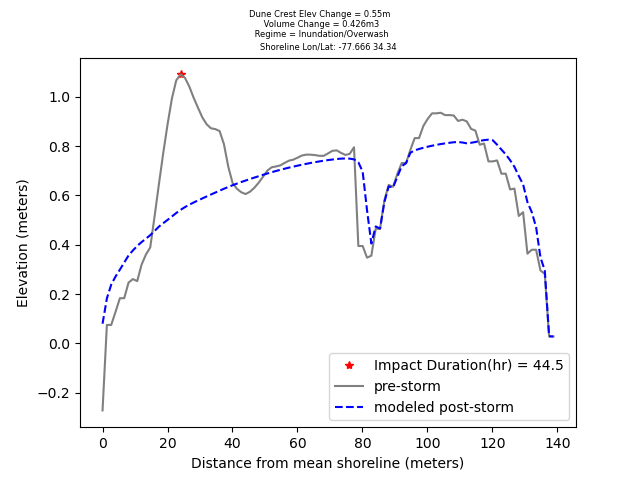 Dune Crest Elev Change = 0.55m
Volume Change = 0.426m3
Regime = Inundation/Overwash
Shoreline Lon/Lat: -77.666 34.34
1.0
0.8
0.6
0.4
0.2
0.0
−0.2
Elevation (meters)
Impact Duration(hr) = 44.5
pre-storm
modeled post-storm
0 20 40 60 80 100 120 140
Distance from mean shoreline (meters)